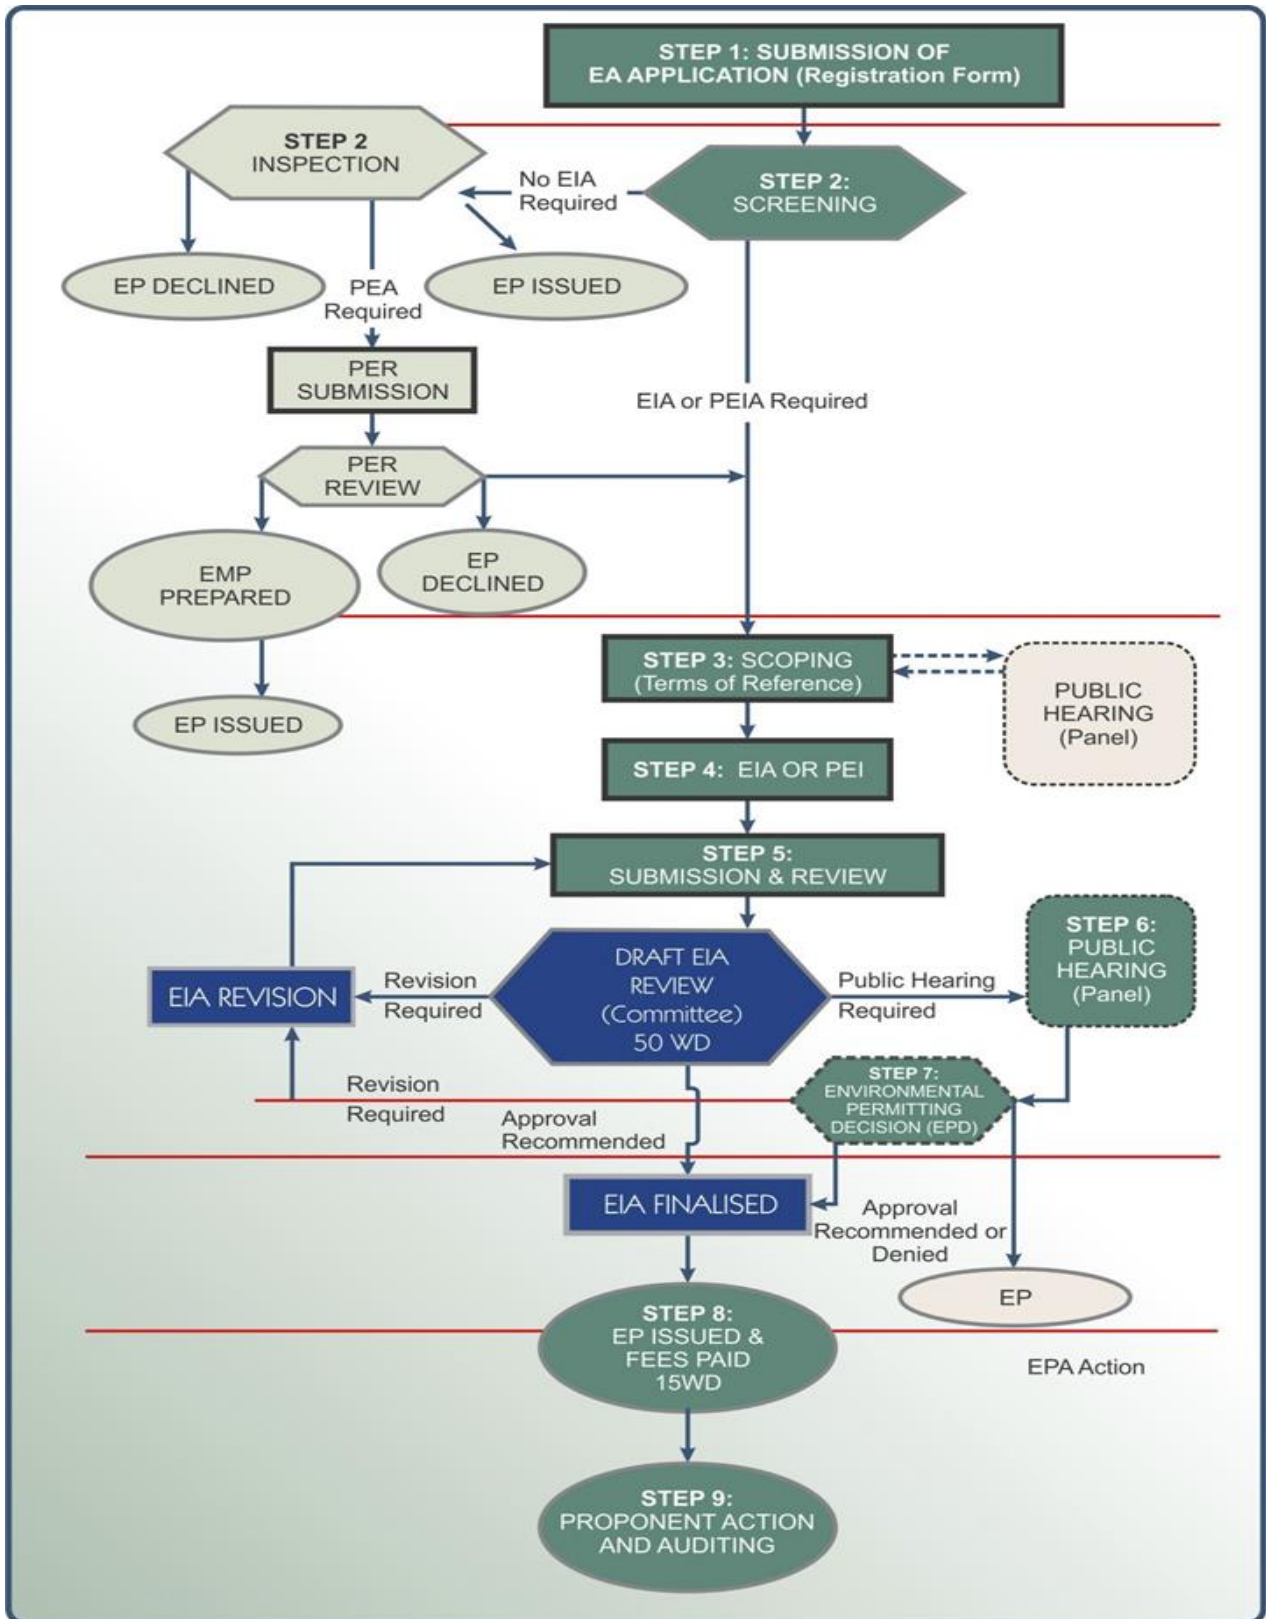 STEP 1: SUBMISSION OF
EA APPLICATION (Registration Form)
STEP 2
INSPECTION
No EIA
Required
STEP 2:
SCREENING
EP DECLINED
PEA
Required
EP ISSUED
PER
SUBMISSION
EIA or PEIA Required
PER
REVIEW
EMP
PREPARED
EP
DECLINED
EP ISSUED
STEP 3: SCOPING
(Terms of Reference)
PUBLIC
HEARING
(Panel)
STEP 4: EIA OR PEI
STEP 5:
SUBMISSION & REVIEW
EIA REVISION
Revision
Required
DRAFT EIA
REVIEW
(Committee)
50 WD
Public Hearing
Required
STEP 6:
PUBLIC
HEARING
(Panel)
Revision
Required
Approval
Recommended
STEP 7:
ENVIRONMENTAL
PERMITTING
DECISION (EPD)
EIA FINALISED
Approval
Recommended or
Denied
EP
STEP 8:
EP ISSUED &
FEES PAID
15WD
EPA Action
STEP 9:
PROPONENT ACTION
AND AUDITING